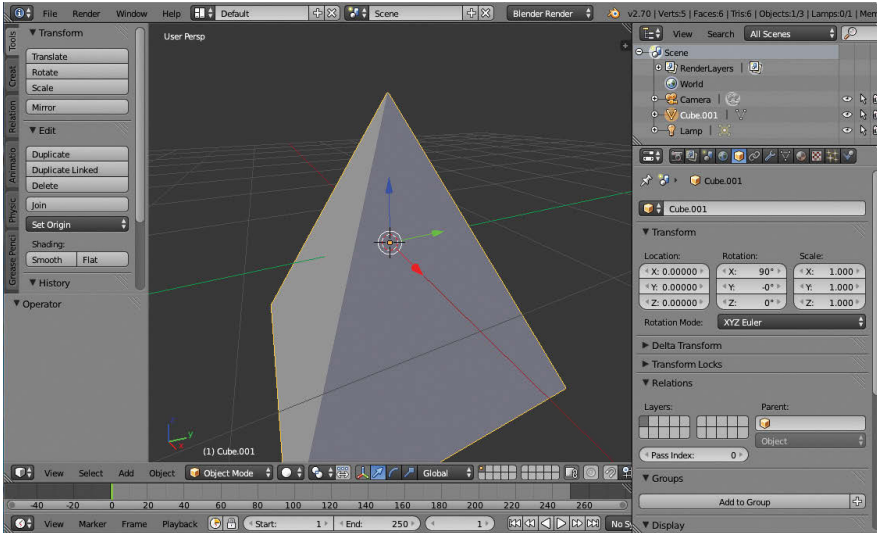 File Render Window Help Default Scene Blender Render v2.70 | Verts:5 | Faces:6 | Tris:6 | Objects:1/3 | Lamps:0/1 | Mem
Tools
Creat
Relation
Animatio
Physic
Grease Penci
Transform
Translate
Rotate
Scale
Mirror
Edit
Duplicate
Duplicate Linked
Delete
Join
Set Origin
Shading:
Smooth Flat
History
Operator
User Persp
z
y
x
(1) Cube.001
View Select Add Object Object Mode Global
-40 -20 0 20 40 60 80 100 120 140 160 180 200 220 240 260
View Marker Frame Playback Start: 1 End: 250 1 No Sy
View Search All Scenes
Scene
RenderLayers |
World
Camera |
Cube.001 |
Lamp |
Cube.001
Cube.001
Transform
Location: Rotation: Scale:
X: 0.00000 X: 90° X: 1.000
Y: 0.00000 Y: -0° Y: 1.000
Z: 0.00000 Z: 0° Z: 1.000
Rotation Mode: XYZ Euler
Delta Transform
Transform Locks
Relations
Layers: Parent:
Object
Pass Index: 0
Groups
Add to Group
Display